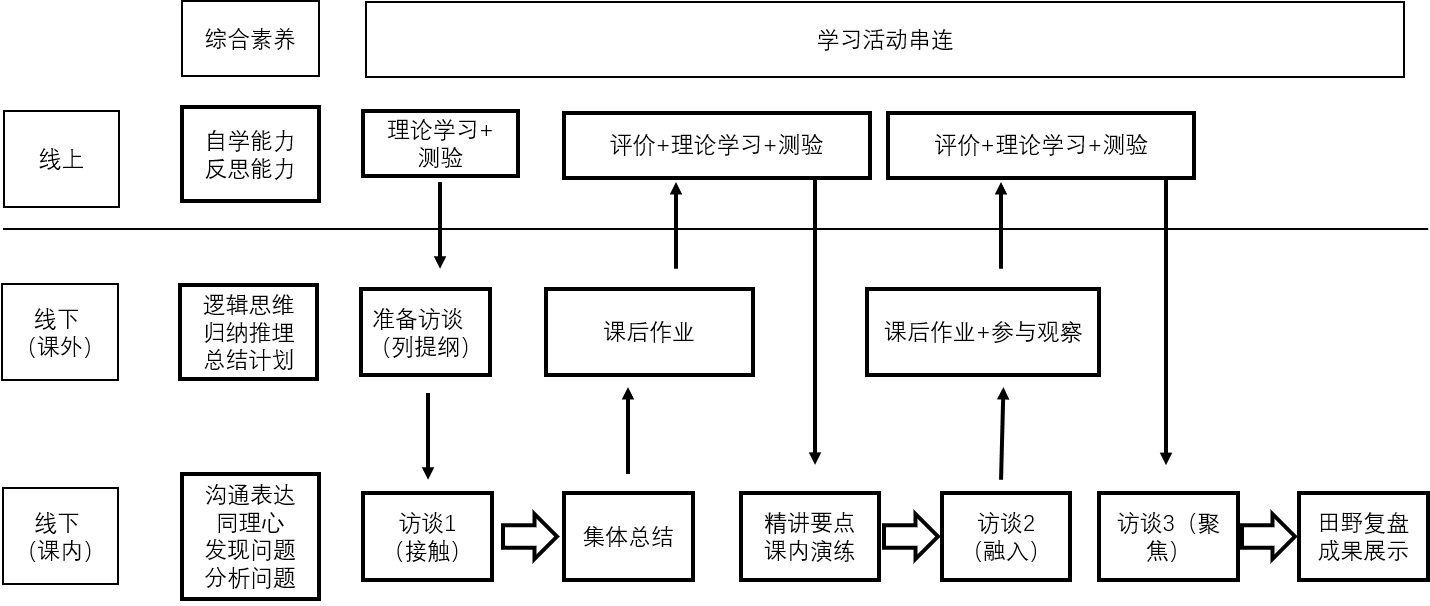 综合素养
学习活动串连
线上
自学能力
反思能力
理论学习+
测验
评价+理论学习+测验
评价+理论学习+测验
线下
（课外）
逻辑思维
归纳推埋
总结计划
准备访谈
（列提纲）
课后作业
课后作业+参与观察
线下
（课内）
沟通表达
同理心
发现问题
分析问题
访谈1
（接触）
集体总结
精讲要点
课内演练
访谈2
（融入）
访谈3（聚
焦）
田野复盘
成果展示